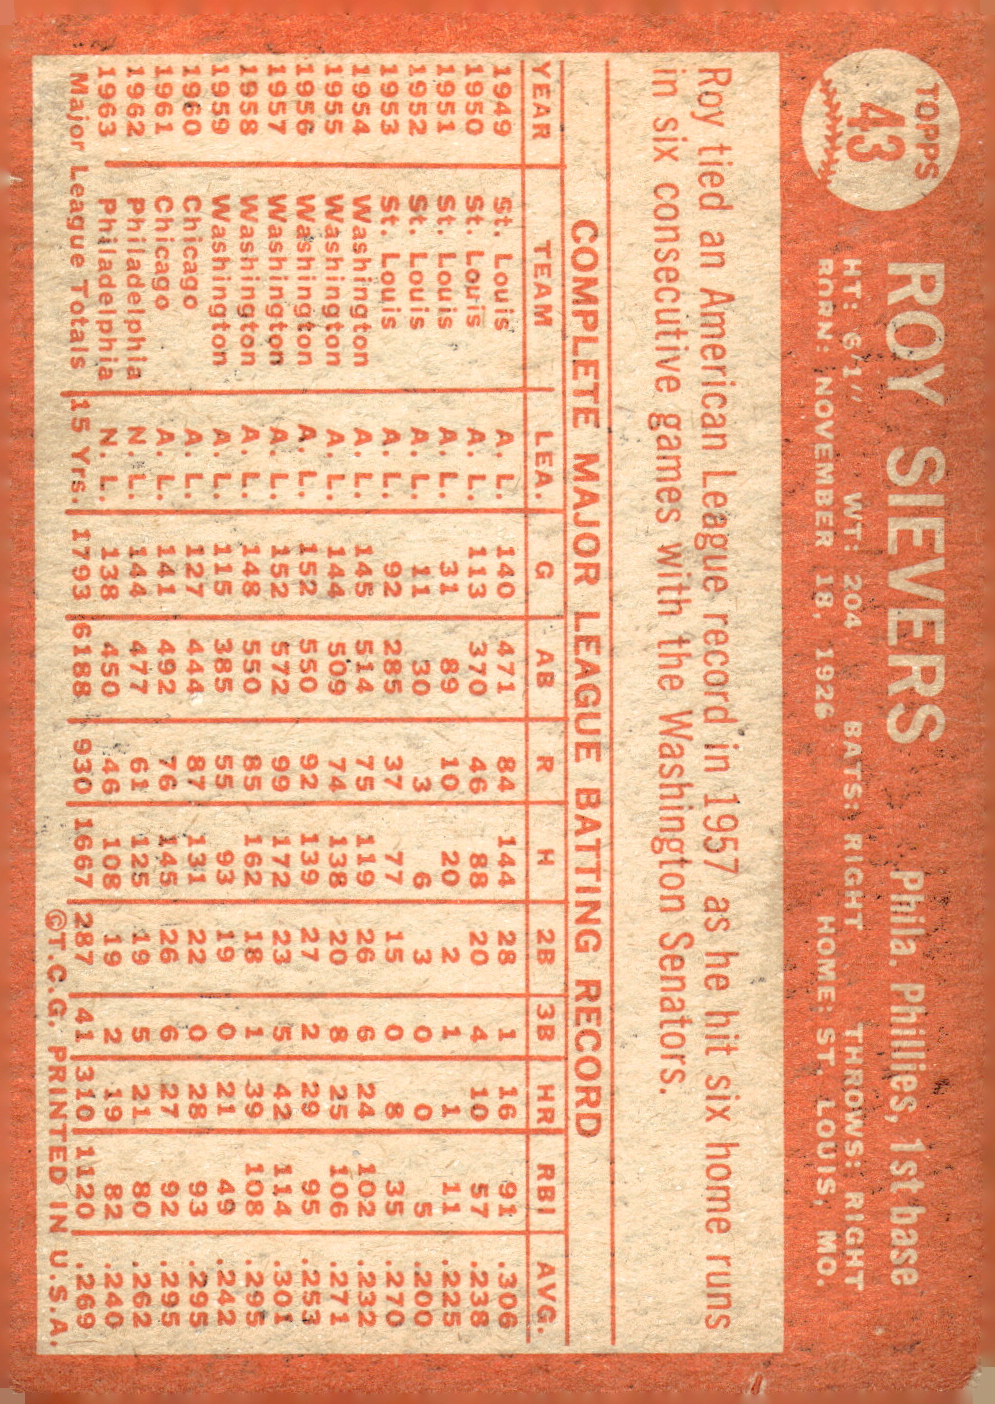 TOPPS
43
ROY SIEVERS Phila. Phillies, 1st base
HT: 6'1" WT: 204 BATS: RIGHT THROWS: RIGHT
BORN: NOVEMBER 18, 1926 HOME: ST. LOUIS, MO.
Roy tied an American League record in 1957 as he hit six home runs
in six consecutive games with the Washington Senators.
COMPLETE MAJOR LEAGUE BATTING RECORD
YEAR TEAM LEA. G AB R H 2B 3B HR RBI AVG.
1949 St. Louis A. L. 140 471 84 144 28 1 16 91 .306
1950 St. Louis A. L. 113 370 46 88 20 4 10 57 .238
1951 St. Louis A. L. 31 89 10 20 2 1 1 11 .225
1952 St. Louis A. L. 11 30 3 6 3 0 0 5 .200
1953 St. Louis A. L. 92 285 37 77 15 0 8 35 .270
1954 Washington A. L. 145 514 75 119 26 6 24 102 .232
1955 Washington A. L. 144 509 74 138 20 8 25 106 .271
1956 Washington A. L. 152 550 92 139 27 2 29 95 .253
1957 Washington A. L. 152 572 99 172 23 5 42 114 .301
1958 Washington A. L. 148 550 85 162 18 1 39 108 .295
1959 Washington A. L. 115 385 55 93 19 0 21 49 .242
1960 Chicago A. L. 127 444 87 131 22 0 28 93 .295
1961 Chicago A. L. 141 492 76 145 26 6 27 92 .295
1962 Philadelphia N. L. 144 477 61 125 19 5 21 80 .262
1963 Philadelphia N. L. 138 450 46 108 19 2 19 82 .240
Major League Totals 15 Yrs. 1793 6188 930 1667 287 41 310 1120 .269
©T.C.G. PRINTED IN U.S.A.